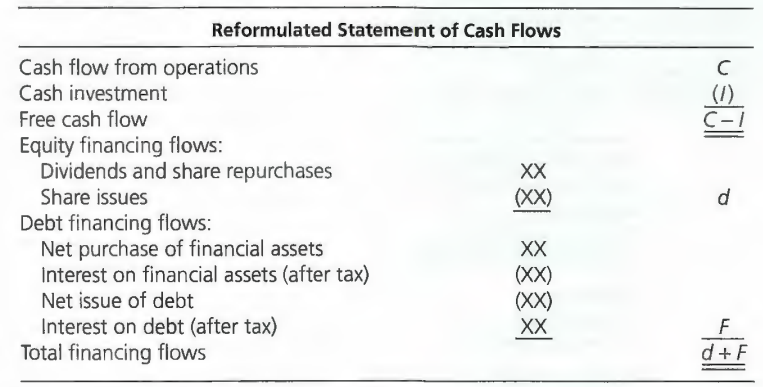 Reformulated Statement of Cash Flows
Cash flow from operations C
Cash investment (I)
Free cash flow C – I
Equity financing flows:
Dividends and share repurchases XX
Share issues (XX) d
Debt financing flows:
Net purchase of financial assets XX
Interest on financial assets (after tax) (XX)
Net issue of debt (XX)
Interest on debt (after tax) XX F
Total financing flows d + F